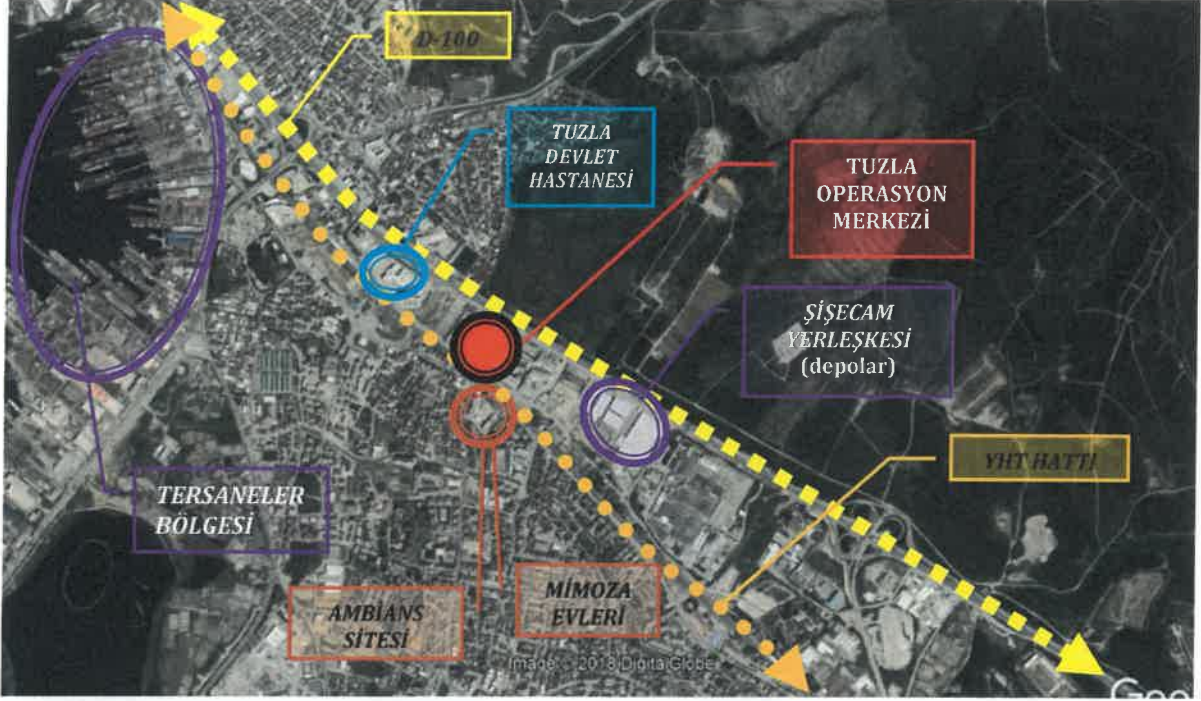 D-100
TUZLA
DEVLET
HASTANESİ
TUZLA
OPERASYON
MERKEZİ
ŞİŞECAM
YERLEŞKESİ
(depolar)
YHT HATTI
TERSANELER
BÖLGESİ
AMBİANS
SİTESİ
MİMOZA
EVLERİ
Image © 2018 DigitalGlobe
Goo